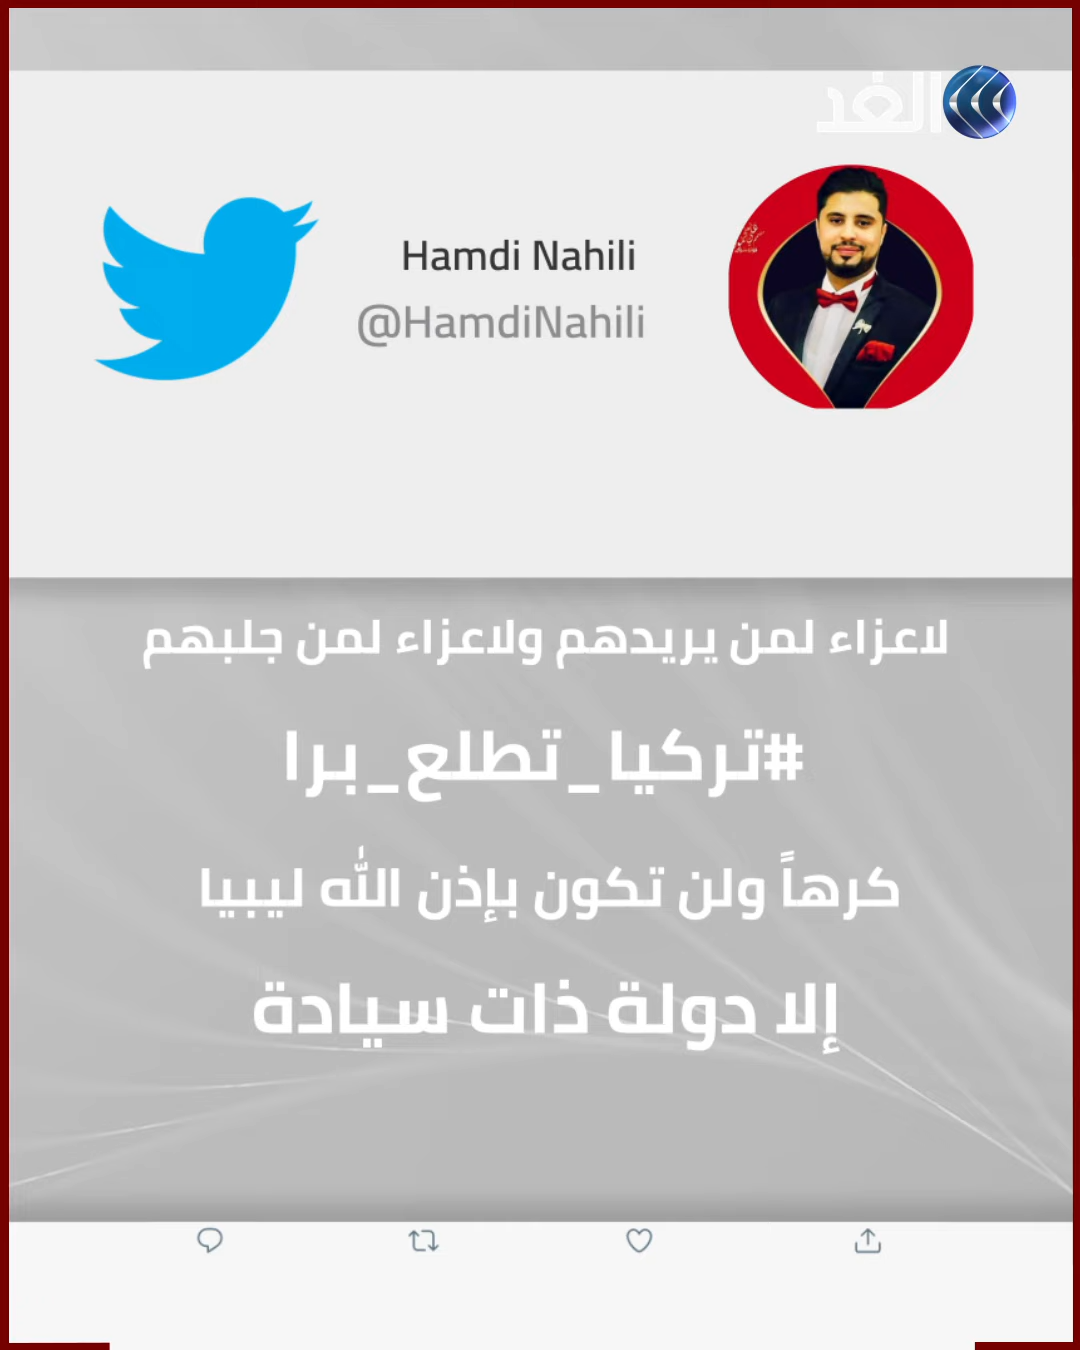 الغد
Hamdi Nahili
@HamdiNahili
لاعزاء لمن يريدهم ولاعزاء لمن جلبهم
#تركيا_تطلع_برا
كرهاً ولن تكون بإذن الله ليبيا
إلا دولة ذات سيادة